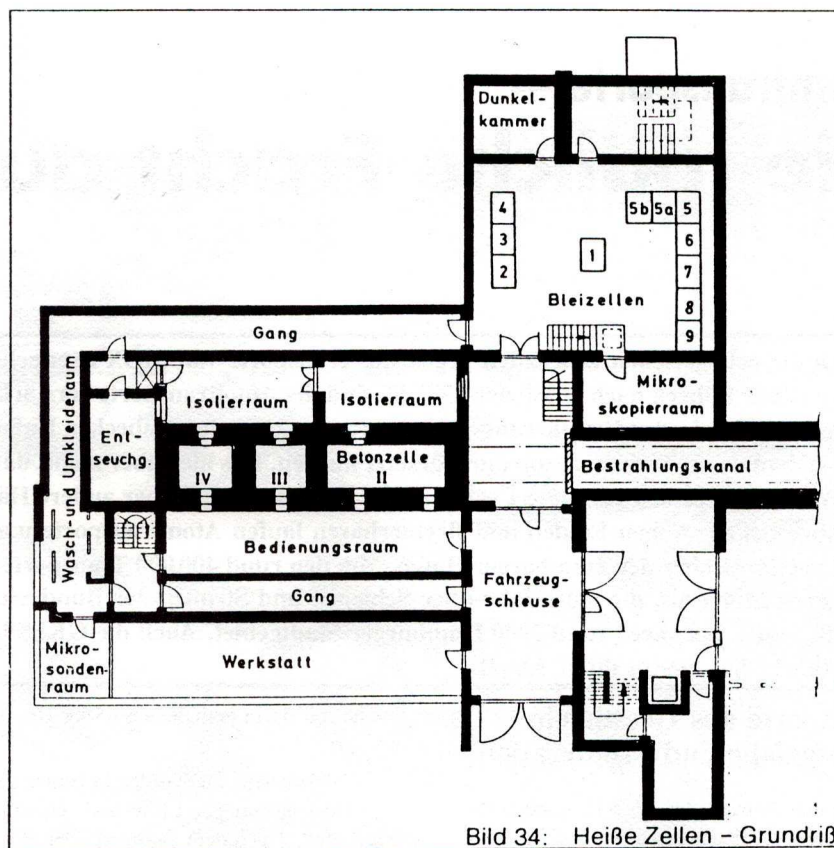 Dunkel-
kammer
4
3
2
5b 5a 5
6
7
8
9
1
Bleizellen
Gang
Mikro-
skopierraum
Isolierraum
Isolierraum
Wasch- und Umkleideraum
Ent-
seuchg.
IV
III
Betonzelle
II
Bestrahlungskanal
Bedienungsraum
Gang
Fahrzeug-
schleuse
Mikro-
sonden-
raum
Werkstatt
Bild 34: Heiße Zellen – Grundriß